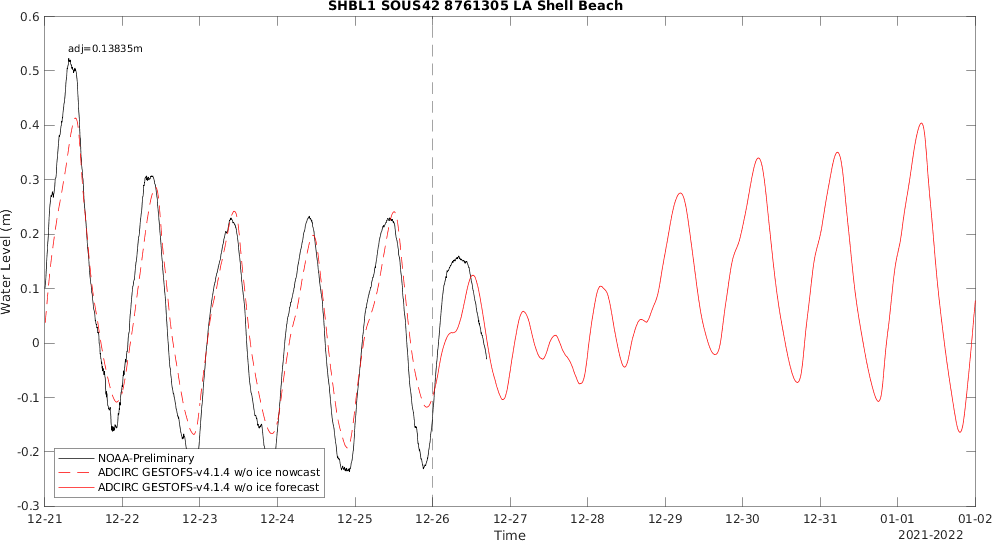 SHBL1 SOUS42 8761305 LA Shell Beach
adj=0.13835m
Water Level (m)
0.6
0.5
0.4
0.3
0.2
0.1
0
-0.1
-0.2
-0.3
NOAA-Preliminary
ADCIRC GESTOFS-v4.1.4 w/o ice nowcast
ADCIRC GESTOFS-v4.1.4 w/o ice forecast
12-21 12-22 12-23 12-24 12-25 12-26 12-27 12-28 12-29 12-30 12-31 01-01 01-02
Time
2021-2022